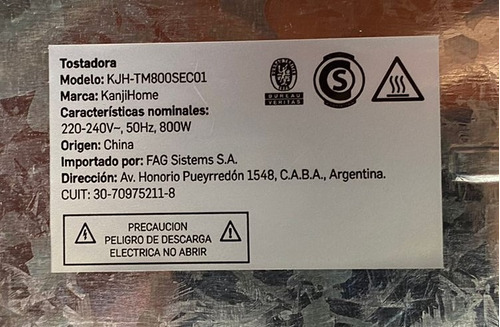 Tostadora
Modelo: KJH-TM800SEC01
Marca: KanjiHome
Características nominales:
220-240V~, 50Hz, 800W
Origen: China
Importado por: FAG Sistems S.A.
Dirección: Av. Honorio Pueyrredón 1548, C.A.B.A., Argentina.
CUIT: 30-70975211-8
BUREAU
VERITAS
S
PRECAUCION
PELIGRO DE DESCARGA
ELECTRICA NO ABRIR